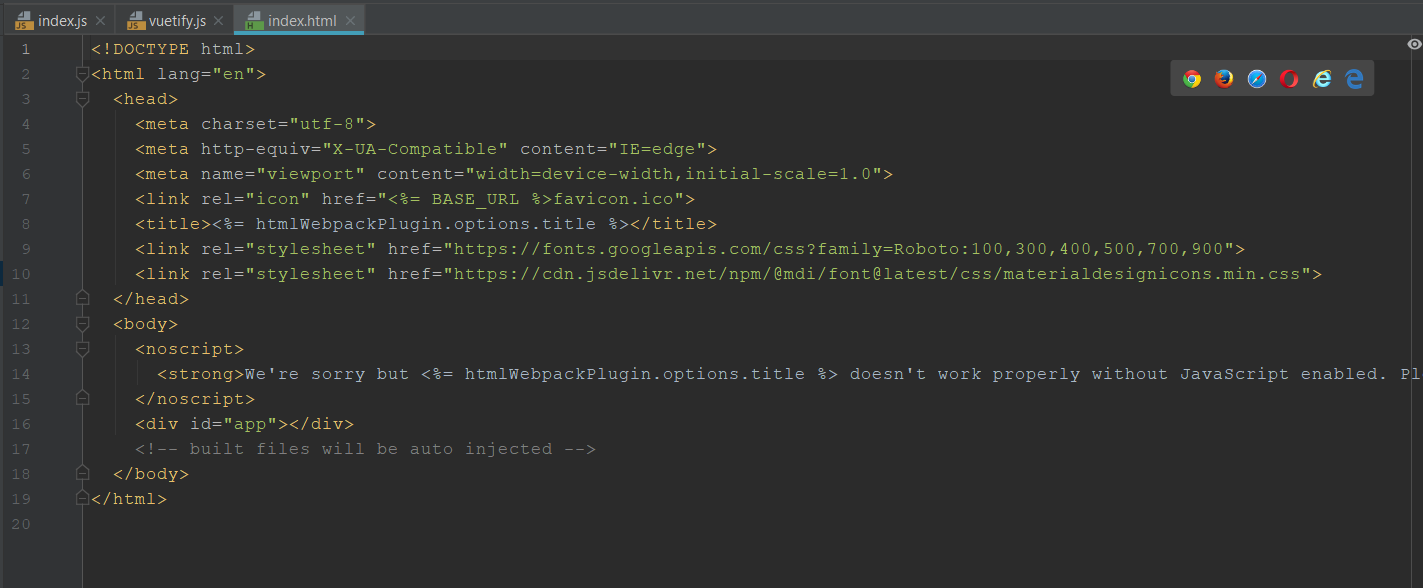 index.js
vuetify.js
index.html
1 <!DOCTYPE html>
2 <html lang="en">
3 <head>
4 <meta charset="utf-8">
5 <meta http-equiv="X-UA-Compatible" content="IE=edge">
6 <meta name="viewport" content="width=device-width,initial-scale=1.0">
7 <link rel="icon" href="<%= BASE_URL %>favicon.ico">
8 <title><%= htmlWebpackPlugin.options.title %></title>
9 <link rel="stylesheet" href="https://fonts.googleapis.com/css?family=Roboto:100,300,400,500,700,900">
10 <link rel="stylesheet" href="https://cdn.jsdelivr.net/npm/@mdi/font@latest/css/materialdesignicons.min.css">
11 </head>
12 <body>
13 <noscript>
14 <strong>We're sorry but <%= htmlWebpackPlugin.options.title %> doesn't work properly without JavaScript enabled. Pl
15 </noscript>
16 <div id="app"></div>
17 <!-- built files will be auto injected -->
18 </body>
19 </html>
20